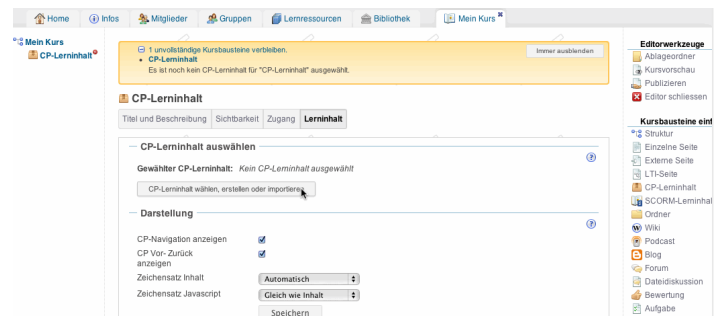 Home
Infos
Mitglieder
Gruppen
Lernressourcen
Bibliothek
Mein Kurs
Mein Kurs
CP-Lerninhalt
1 unvollständige Kursbausteine verbleiben.
CP-Lerninhalt
Es ist noch kein CP-Lerninhalt für "CP-Lerninhalt" ausgewählt.
Immer ausblenden
CP-Lerninhalt
Titel und Beschreibung Sichtbarkeit Zugang Lerninhalt
CP-Lerninhalt auswählen
Gewählter CP-Lerninhalt: Kein CP-Lerninhalt ausgewählt
CP-Lerninhalt wählen, erstellen oder importieren
Darstellung
CP-Navigation anzeigen
CP Vor- Zurück
anzeigen
Zeichensatz Inhalt Automatisch
Zeichensatz Javascript Gleich wie Inhalt
Speichern
Editorwerkzeuge
Ablageordner
Kursvorschau
Publizieren
Editor schliessen
Kursbausteine einf
Struktur
Einzelne Seite
Externe Seite
LTI-Seite
CP-Lerninhalt
SCORM-Lerninhal
Ordner
Wiki
Podcast
Blog
Forum
Dateidiskussion
Bewertung
Aufgabe